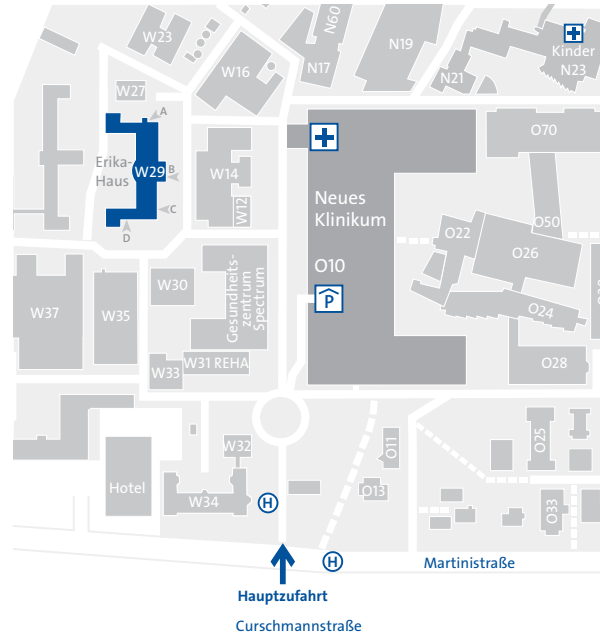 W23
N60
N17
N19
Kinder
N23
N21
W16
W27
A
Erika-
Haus
W29
B
C
D
W14
W12
O70
Neues
Klinikum
O10
P
O50
O22
O26
O24
O28
W37
W35
W30
Gesundheits-
zentrum
Spectrum
W31 REHA
W33
W32
Hotel
W34
H
O11
O13
O25
O33
H
Martinistraße
Hauptzufahrt
Curschmannstraße